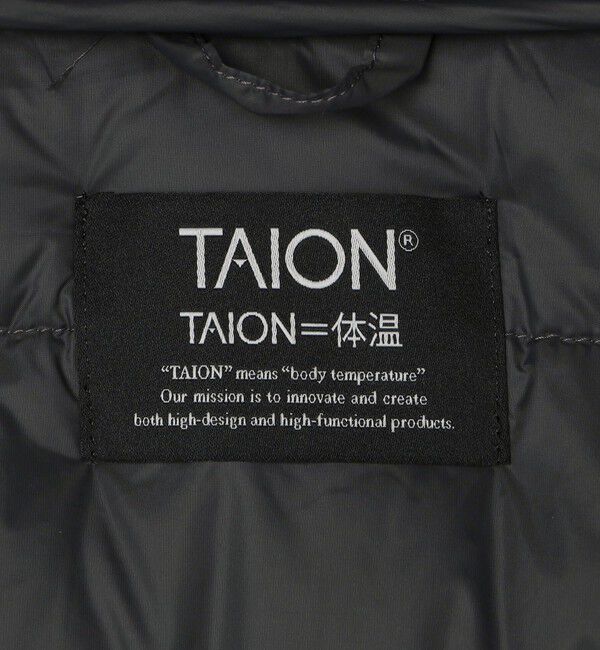 TAION®
TAION=体温
“TAION” means “body temperature”
Our mission is to innovate and create
both high-design and high-functional products.